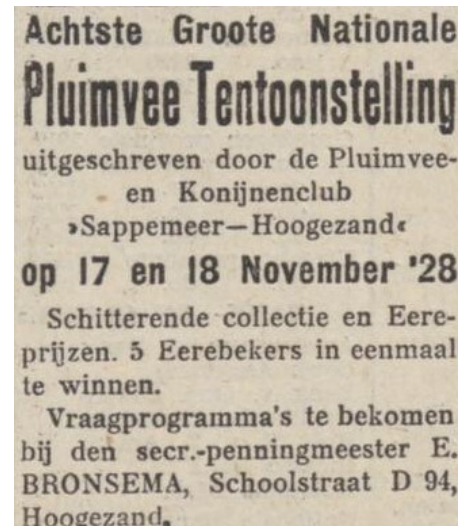 Achtste Groote Nationale
Pluimvee Tentoonstelling
uitgeschreven door de Pluimvee-
en Konijnenclub
»Sappemeer—Hoogezand«
op 17 en 18 November '28
Schitterende collectie en Eere-
prijzen. 5 Eerebekers in eenmaal
te winnen.
Vraagprogramma's te bekomen
bij den secr.-penningmeester E.
BRONSEMA, Schoolstraat D 94,
Hoogezand.